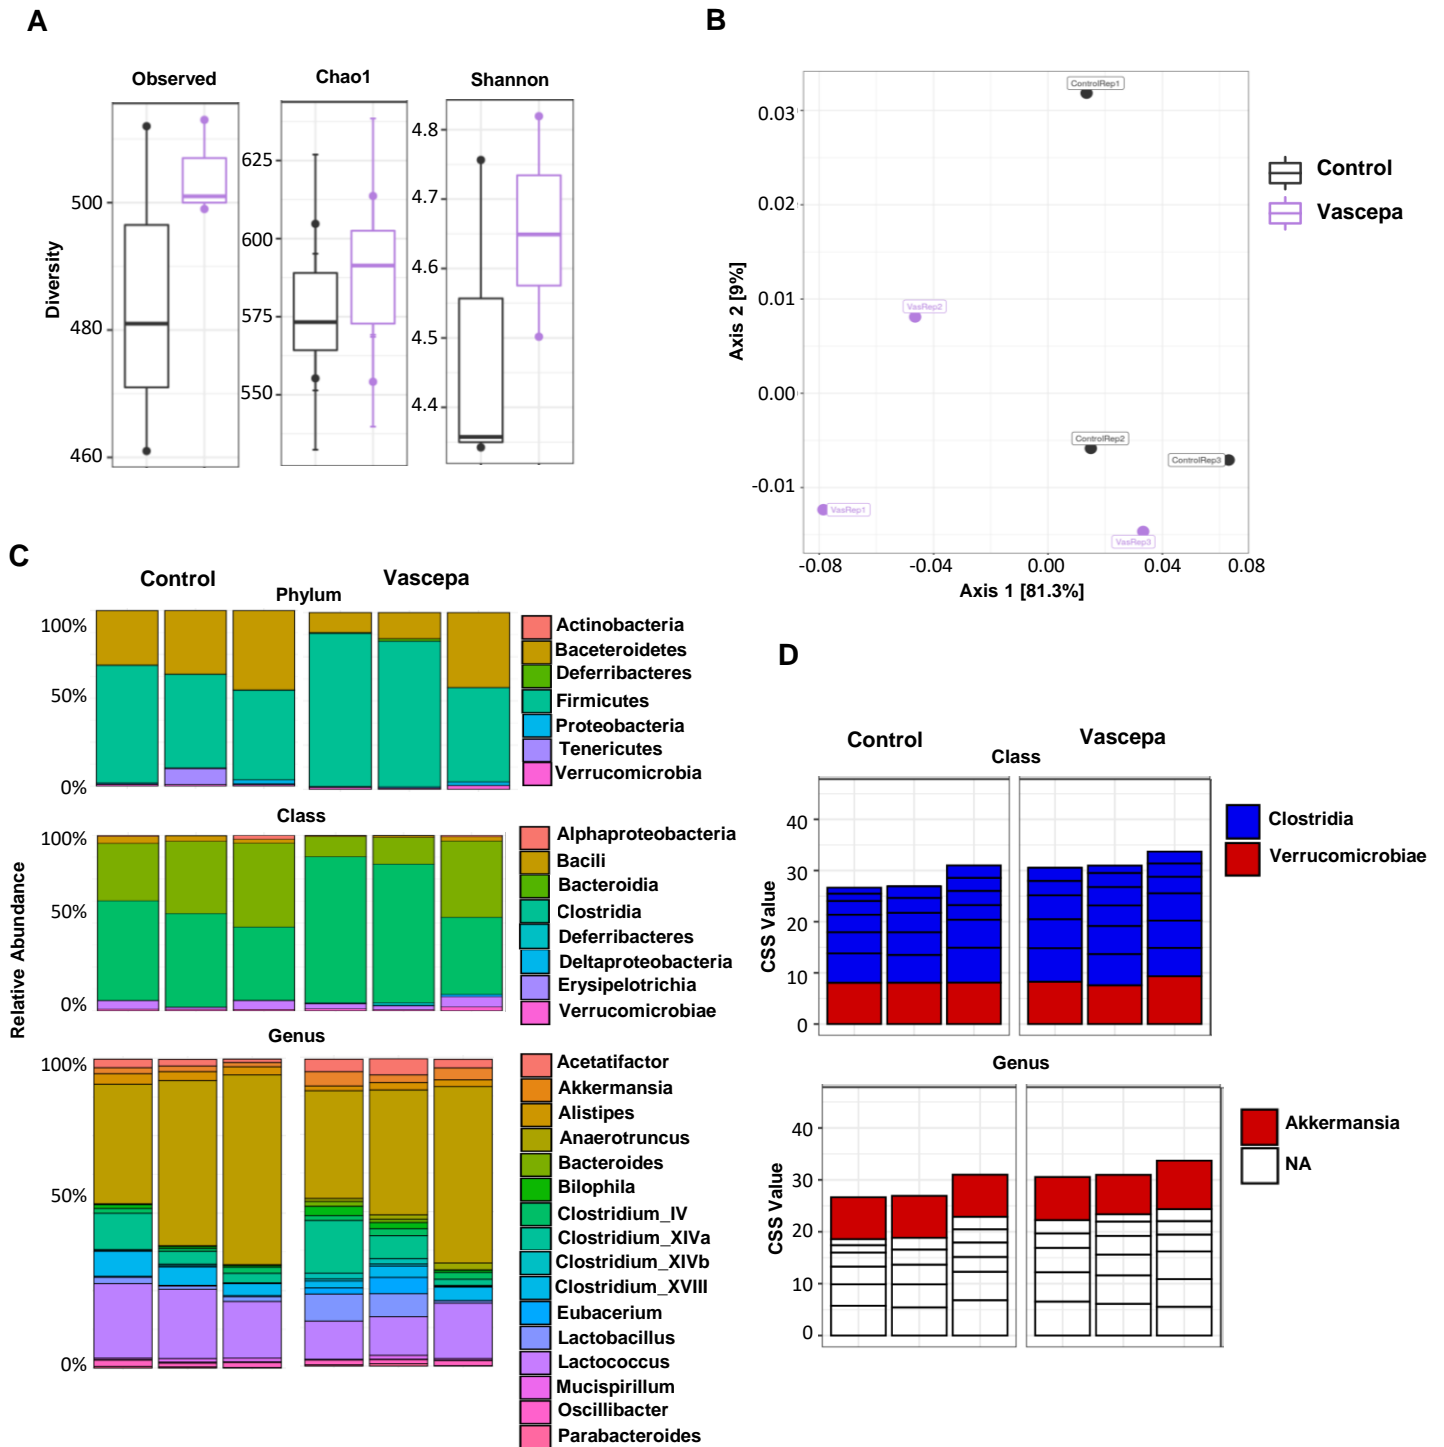 A
Observed
Chao1
Shannon
Diversity
500
480
460
625
600
575
550
4.8
4.7
4.6
4.5
4.4
B
ControlRep1
VasRep2
ControlRep2
ControlRep3
VasRep1
VasRep3
0.03
0.02
0.01
0.00
-0.01
Axis 2 [9%]
-0.08
-0.04
0.00
0.04
0.08
Axis 1 [81.3%]
Control
Vascepa
C
Control
Vascepa
Phylum
100%
50%
0%
Actinobacteria
Baceteroidetes
Deferribacteres
Firmicutes
Proteobacteria
Tenericutes
Verrucomicrobia
Class
100%
50%
0%
Alphaproteobacteria
Bacili
Bacteroidia
Clostridia
Deferribacteres
Deltaproteobacteria
Erysipelotrichia
Verrucomicrobiae
Relative Abundance
Genus
100%
50%
0%
Acetatifactor
Akkermansia
Alistipes
Anaerotruncus
Bacteroides
Bilophila
Clostridium_IV
Clostridium_XIVa
Clostridium_XIVb
Clostridium_XVIII
Eubacterium
Lactobacillus
Lactococcus
Mucispirillum
Oscillibacter
Parabacteroides
D
Control
Vascepa
Class
40
30
20
10
0
CSS Value
Clostridia
Verrucomicrobiae
Genus
40
30
20
10
0
CSS Value
Akkermansia
NA